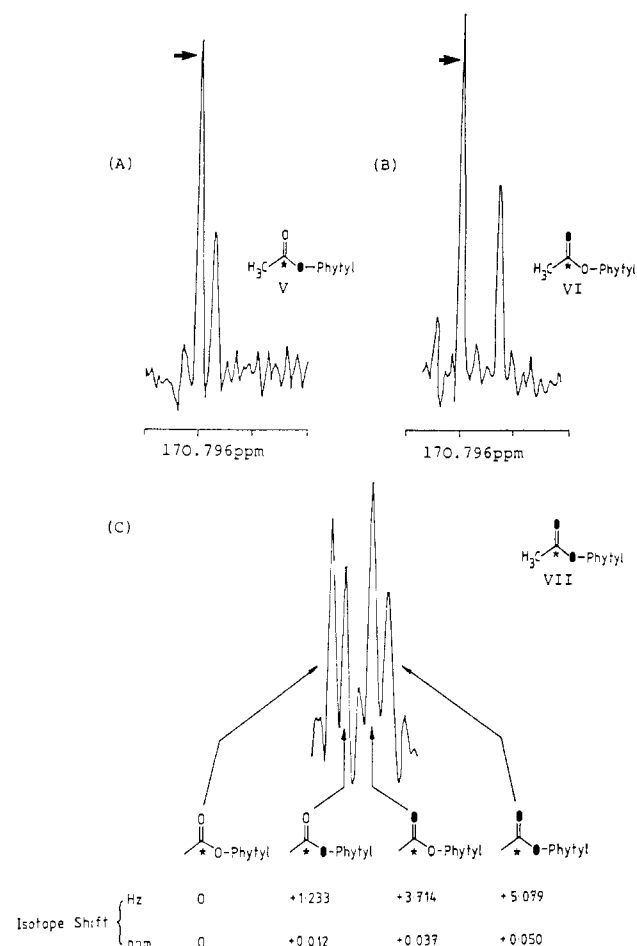 (A)
(B)
O
H₃C
*
O-Phytyl
V
O
H₃C
*
O-Phytyl
VI
170.796ppm
170.796ppm
(C)
O
H₃C
*
O-Phytyl
VII
O
*
O-Phytyl
O
*
O-Phytyl
O
*
O-Phytyl
O
*
O-Phytyl
Isotope Shift
Hz 0 +1·233 +3·714 +5·079
ppm 0 +0·012 +0·037 +0·050